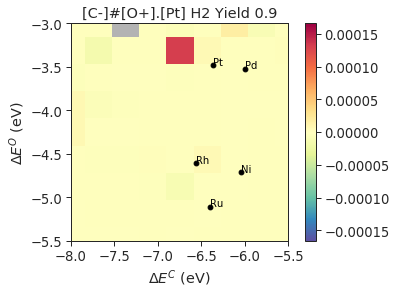 [C-]#[O+].[Pt] H2 Yield 0.9
−3.0
−3.5
−4.0
−4.5
−5.0
−5.5
ΔE^O (eV)
Pt
Pd
Rh
Ni
Ru
−8.0 −7.5 −7.0 −6.5 −6.0 −5.5
ΔE^C (eV)
0.00015
0.00010
0.00005
0.00000
−0.00005
−0.00010
−0.00015